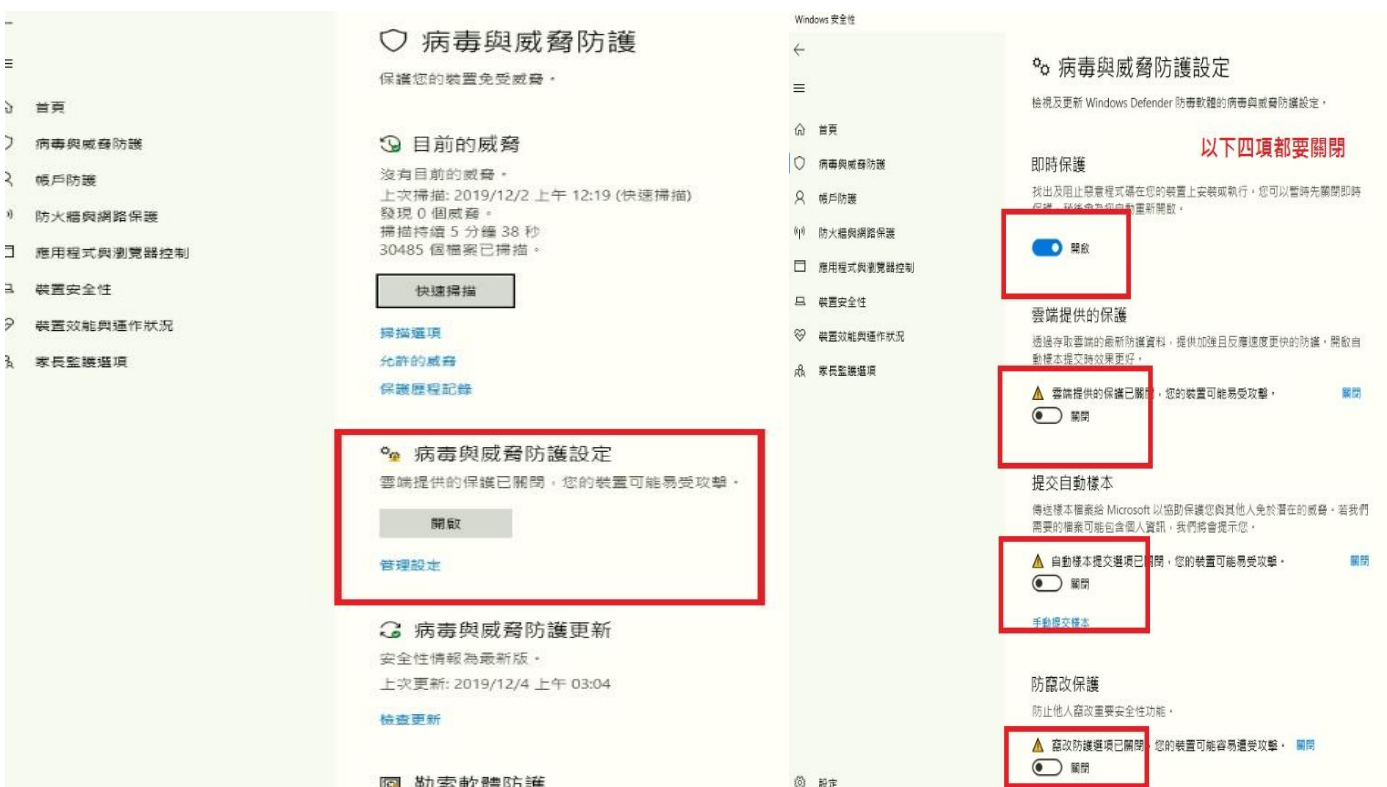 首頁
病毒與威脅防護
帳戶防護
防火牆與網路保護
應用程式與瀏覽器控制
裝置安全性
裝置效能與運作狀況
家長監護選項
病毒與威脅防護
保護您的裝置免受威脅。
目前的威脅
沒有目前的威脅。
上次掃描: 2019/12/2 上午 12:19 (快速掃描)
發現 0 個威脅。
掃描持續 5 分鐘 38 秒
30485 個檔案已掃描。
快速掃描
掃描選項
允許的威脅
保護歷程記錄
病毒與威脅防護設定
雲端提供的保護已關閉，您的裝置可能易受攻擊。
開啟
管理設定
病毒與威脅防護更新
安全性情報為最新版。
上次更新: 2019/12/4 上午 03:04
檢查更新
勒索軟體防護
Windows 安全性
首頁
病毒與威脅防護
帳戶防護
防火牆與網路保護
應用程式與瀏覽器控制
裝置安全性
裝置效能與運作狀況
家長監護選項
設定
病毒與威脅防護設定
檢視及更新 Windows Defender 防毒軟體的病毒與威脅防護設定。
以下四項都要關閉
即時保護
找出及阻止惡意程式碼在您的裝置上安裝或執行。您可以暫時先關閉即時
保護，稍後會為您自動重新開啟。
開啟
雲端提供的保護
透過存取雲端的最新防護資料，提供加強且反應速度更快的防護。開啟自
動樣本提交時效果更好。
雲端提供的保護已關閉，您的裝置可能易受攻擊。 關閉
關閉
提交自動樣本
傳送樣本檔案給 Microsoft 以協助保護您與其他人免於潛在的威脅。若我們
需要的檔案可能包含個人資訊，我們將會提示您。
自動樣本提交選項已關閉，您的裝置可能易受攻擊。 關閉
關閉
手動提交樣本
防竄改保護
防止他人竄改重要安全性功能。
竄改防護選項已關閉，您的裝置可能容易遭受攻擊。 關閉
關閉